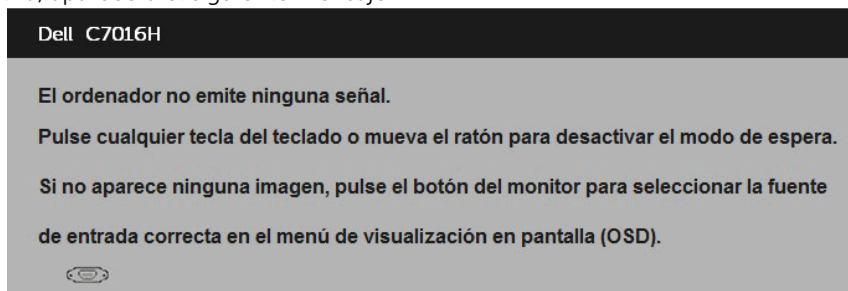 Dell C7016H
El ordenador no emite ninguna señal.
Pulse cualquier tecla del teclado o mueva el ratón para desactivar el modo de espera.
Si no aparece ninguna imagen, pulse el botón del monitor para seleccionar la fuente
de entrada correcta en el menú de visualización en pantalla (OSD).